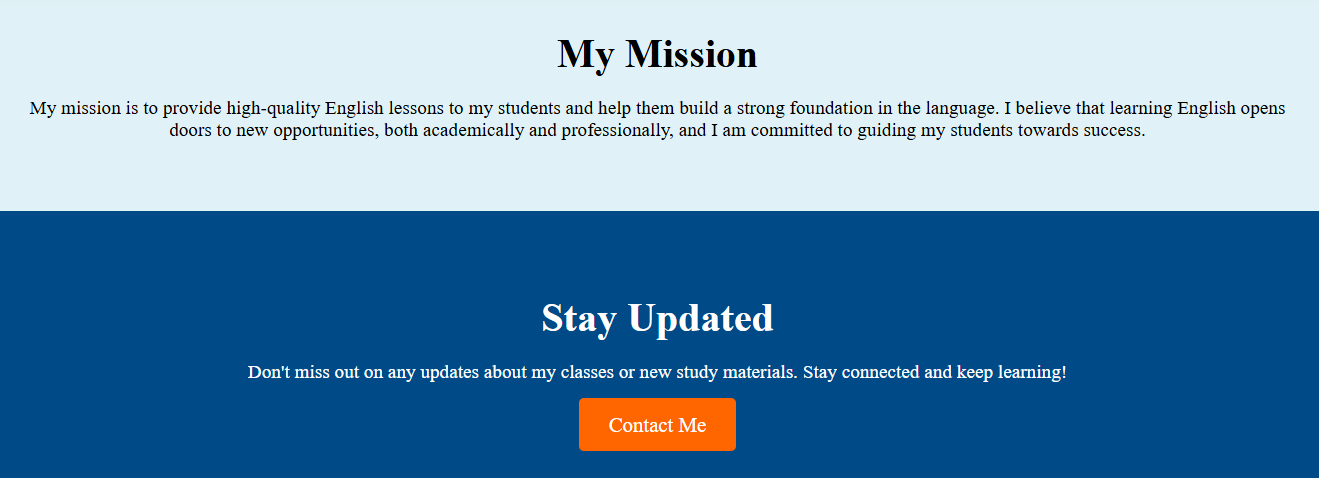 My Mission
My mission is to provide high-quality English lessons to my students and help them build a strong foundation in the language. I believe that learning English opens
doors to new opportunities, both academically and professionally, and I am committed to guiding my students towards success.
Stay Updated
Don't miss out on any updates about my classes or new study materials. Stay connected and keep learning!
Contact Me